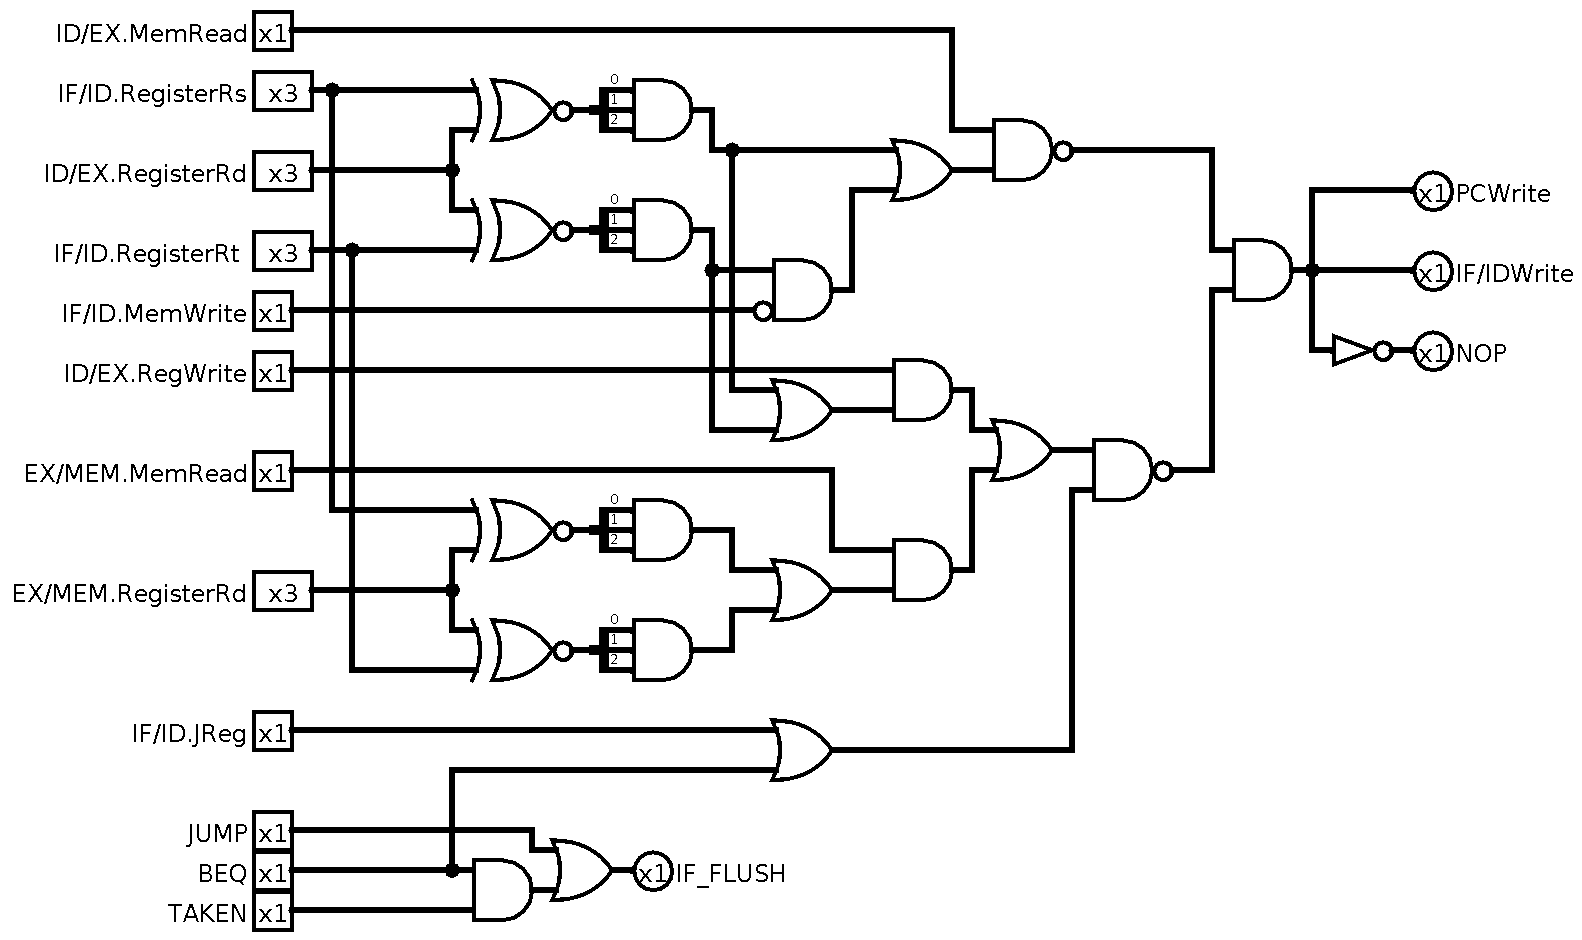 ID/EX.MemRead x1
IF/ID.RegisterRs x3
0
1
2
ID/EX.RegisterRd x3
x1 PCWrite
0
1
2
IF/ID.RegisterRt x3
x1 IF/IDWrite
IF/ID.MemWrite x1
x1 NOP
ID/EX.RegWrite x1
EX/MEM.MemRead x1
0
1
2
EX/MEM.RegisterRd x3
0
1
2
IF/ID.JReg x1
JUMP x1
BEQ x1
x1 IF_FLUSH
TAKEN x1